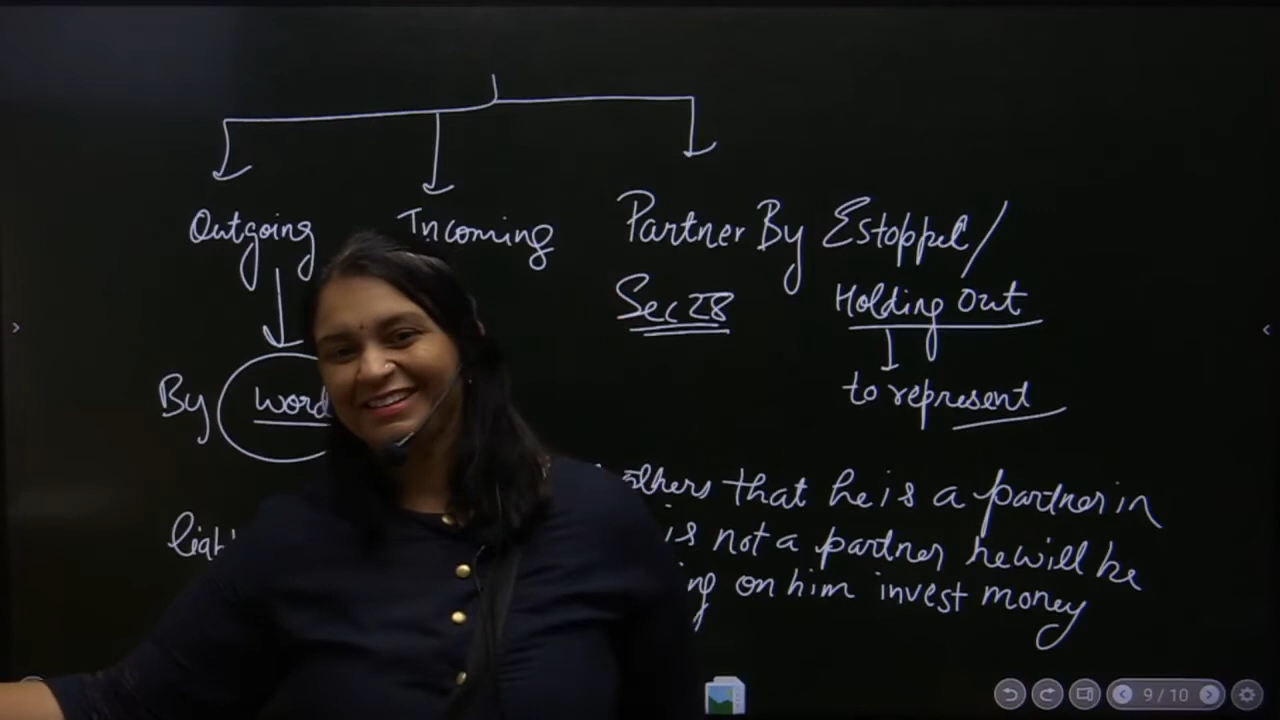 Outgoing Incoming Partner By Estoppel/
Sec 28 Holding Out
By word to represent
others that he is a partner in
is not a partner he will be
on him invest money
9/10